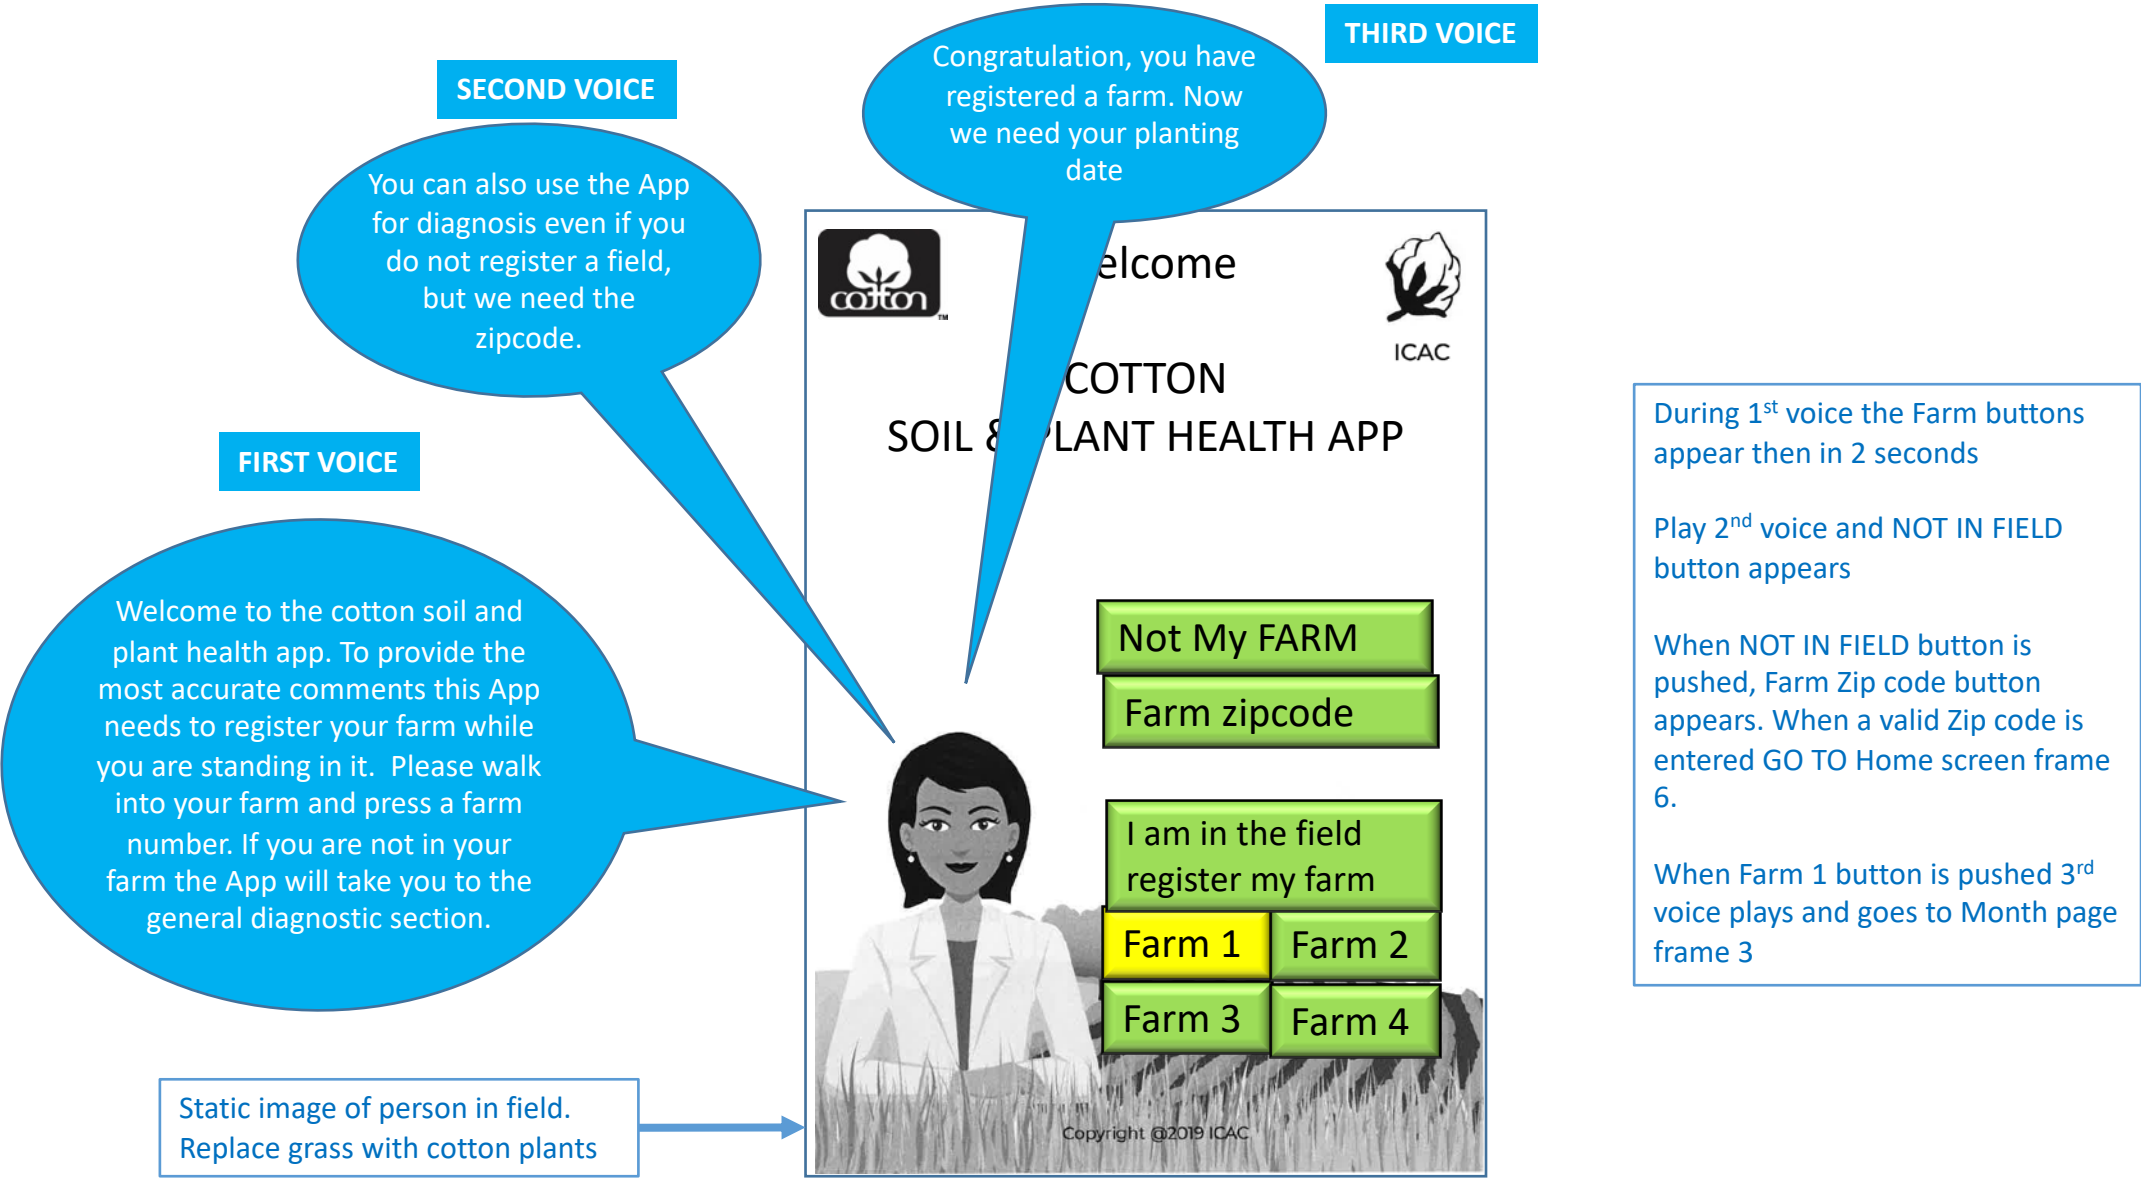 THIRD VOICE
Congratulation, you have
registered a farm. Now
we need your planting
date
SECOND VOICE
You can also use the App
for diagnosis even if you
do not register a field,
but we need the
zipcode.
FIRST VOICE
Welcome to the cotton soil and
plant health app. To provide the
most accurate comments this App
needs to register your farm while
you are standing in it. Please walk
into your farm and press a farm
number. If you are not in your
farm the App will take you to the
general diagnostic section.
cotton
TM
elcome
ICAC
COTTON
SOIL & PLANT HEALTH APP
Not My FARM
Farm zipcode
I am in the field
register my farm
Farm 1
Farm 2
Farm 3
Farm 4
Copyright @2019 ICAC
Static image of person in field.
Replace grass with cotton plants
During 1st voice the Farm buttons
appear then in 2 seconds
Play 2nd voice and NOT IN FIELD
button appears
When NOT IN FIELD button is
pushed, Farm Zip code button
appears. When a valid Zip code is
entered GO TO Home screen frame
6.
When Farm 1 button is pushed 3rd
voice plays and goes to Month page
frame 3